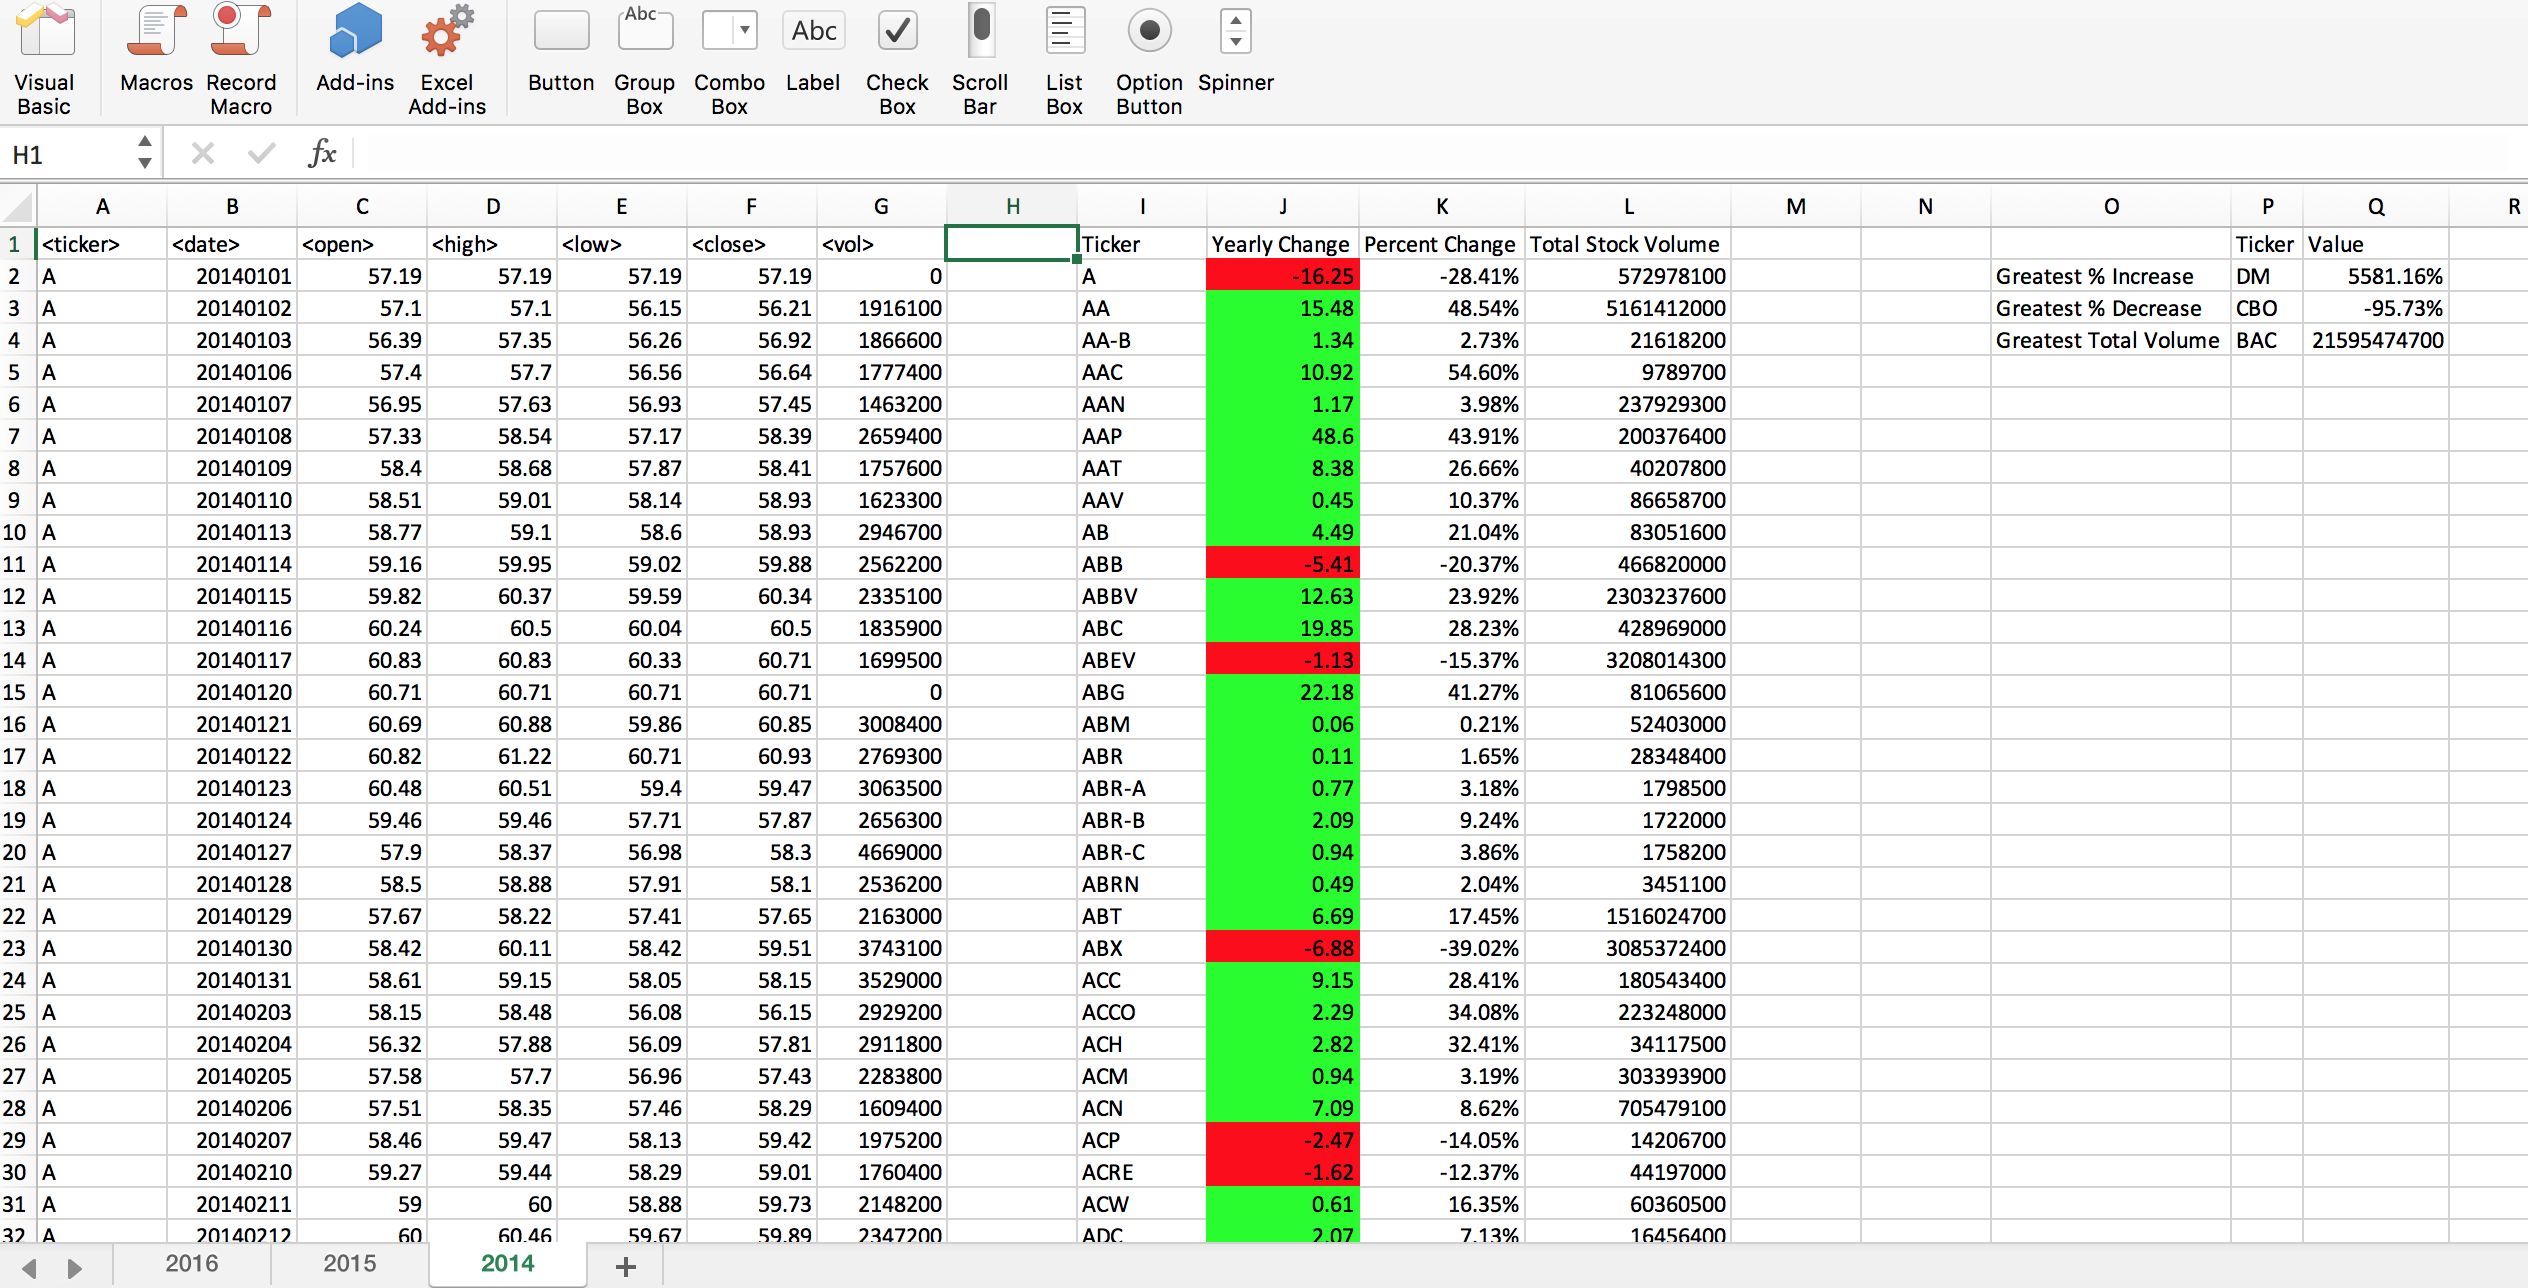 Visual Basic Macros Record Macro Add-ins Excel Add-ins Button Group Box Combo Box Label Check Box Scroll Bar List Box Option Button Spinner
Abc Abc
H1 fx
A B C D E F G H I J K L M N O P Q R
1 <ticker> <date> <open> <high> <low> <close> <vol> Ticker Yearly Change Percent Change Total Stock Volume Ticker Value
2 A 20140101 57.19 57.19 57.19 57.19 0 A -16.25 -28.41% 572978100 Greatest % Increase DM 5581.16%
3 A 20140102 57.1 57.1 56.15 56.21 1916100 AA 15.48 48.54% 5161412000 Greatest % Decrease CBO -95.73%
4 A 20140103 56.39 57.35 56.26 56.92 1866600 AA-B 1.34 2.73% 21618200 Greatest Total Volume BAC 21595474700
5 A 20140106 57.4 57.7 56.56 56.64 1777400 AAC 10.92 54.60% 9789700
6 A 20140107 56.95 57.63 56.93 57.45 1463200 AAN 1.17 3.98% 237929300
7 A 20140108 57.33 58.54 57.17 58.39 2659400 AAP 48.6 43.91% 200376400
8 A 20140109 58.4 58.68 57.87 58.41 1757600 AAT 8.38 26.66% 40207800
9 A 20140110 58.51 59.01 58.14 58.93 1623300 AAV 0.45 10.37% 86658700
10 A 20140113 58.77 59.1 58.6 58.93 2946700 AB 4.49 21.04% 83051600
11 A 20140114 59.16 59.95 59.02 59.88 2562200 ABB -5.41 -20.37% 466820000
12 A 20140115 59.82 60.37 59.59 60.34 2335100 ABBV 12.63 23.92% 2303237600
13 A 20140116 60.24 60.5 60.04 60.5 1835900 ABC 19.85 28.23% 428969000
14 A 20140117 60.83 60.83 60.33 60.71 1699500 ABEV -1.13 -15.37% 3208014300
15 A 20140120 60.71 60.71 60.71 60.71 0 ABG 22.18 41.27% 81065600
16 A 20140121 60.69 60.88 59.86 60.85 3008400 ABM 0.06 0.21% 52403000
17 A 20140122 60.82 61.22 60.71 60.93 2769300 ABR 0.11 1.65% 28348400
18 A 20140123 60.48 60.51 59.4 59.47 3063500 ABR-A 0.77 3.18% 1798500
19 A 20140124 59.46 59.46 57.71 57.87 2656300 ABR-B 2.09 9.24% 1722000
20 A 20140127 57.9 58.37 56.98 58.3 4669000 ABR-C 0.94 3.86% 1758200
21 A 20140128 58.5 58.88 57.91 58.1 2536200 ABRN 0.49 2.04% 3451100
22 A 20140129 57.67 58.22 57.41 57.65 2163000 ABT 6.69 17.45% 1516024700
23 A 20140130 58.42 60.11 58.42 59.51 3743100 ABX -6.88 -39.02% 3085372400
24 A 20140131 58.61 59.15 58.05 58.15 3529000 ACC 9.15 28.41% 180543400
25 A 20140203 58.15 58.48 56.08 56.15 2929200 ACCO 2.29 34.08% 223248000
26 A 20140204 56.32 57.88 56.09 57.81 2911800 ACH 2.82 32.41% 34117500
27 A 20140205 57.58 57.7 56.96 57.43 2283800 ACM 0.94 3.19% 303393900
28 A 20140206 57.51 58.35 57.46 58.29 1609400 ACN 7.09 8.62% 705479100
29 A 20140207 58.46 59.47 58.13 59.42 1975200 ACP -2.47 -14.05% 14206700
30 A 20140210 59.27 59.44 58.29 59.01 1760400 ACRE -1.62 -12.37% 44197000
31 A 20140211 59 60 58.88 59.73 2148200 ACW 0.61 16.35% 60360500
32 A 20140212 60 60.46 59.67 59.89 2347200 ADC 2.07 7.13% 16456400
2016 2015 2014 +